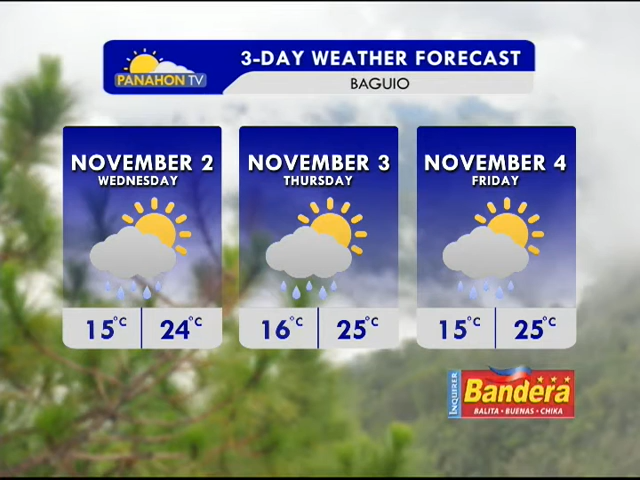 PANAHON TV
3-DAY WEATHER FORECAST
BAGUIO
NOVEMBER 2
WEDNESDAY
15°C 24°C
NOVEMBER 3
THURSDAY
16°C 25°C
NOVEMBER 4
FRIDAY
15°C 25°C
INQUIRER
Bandera
BALITA • BUENAS • CHIKA